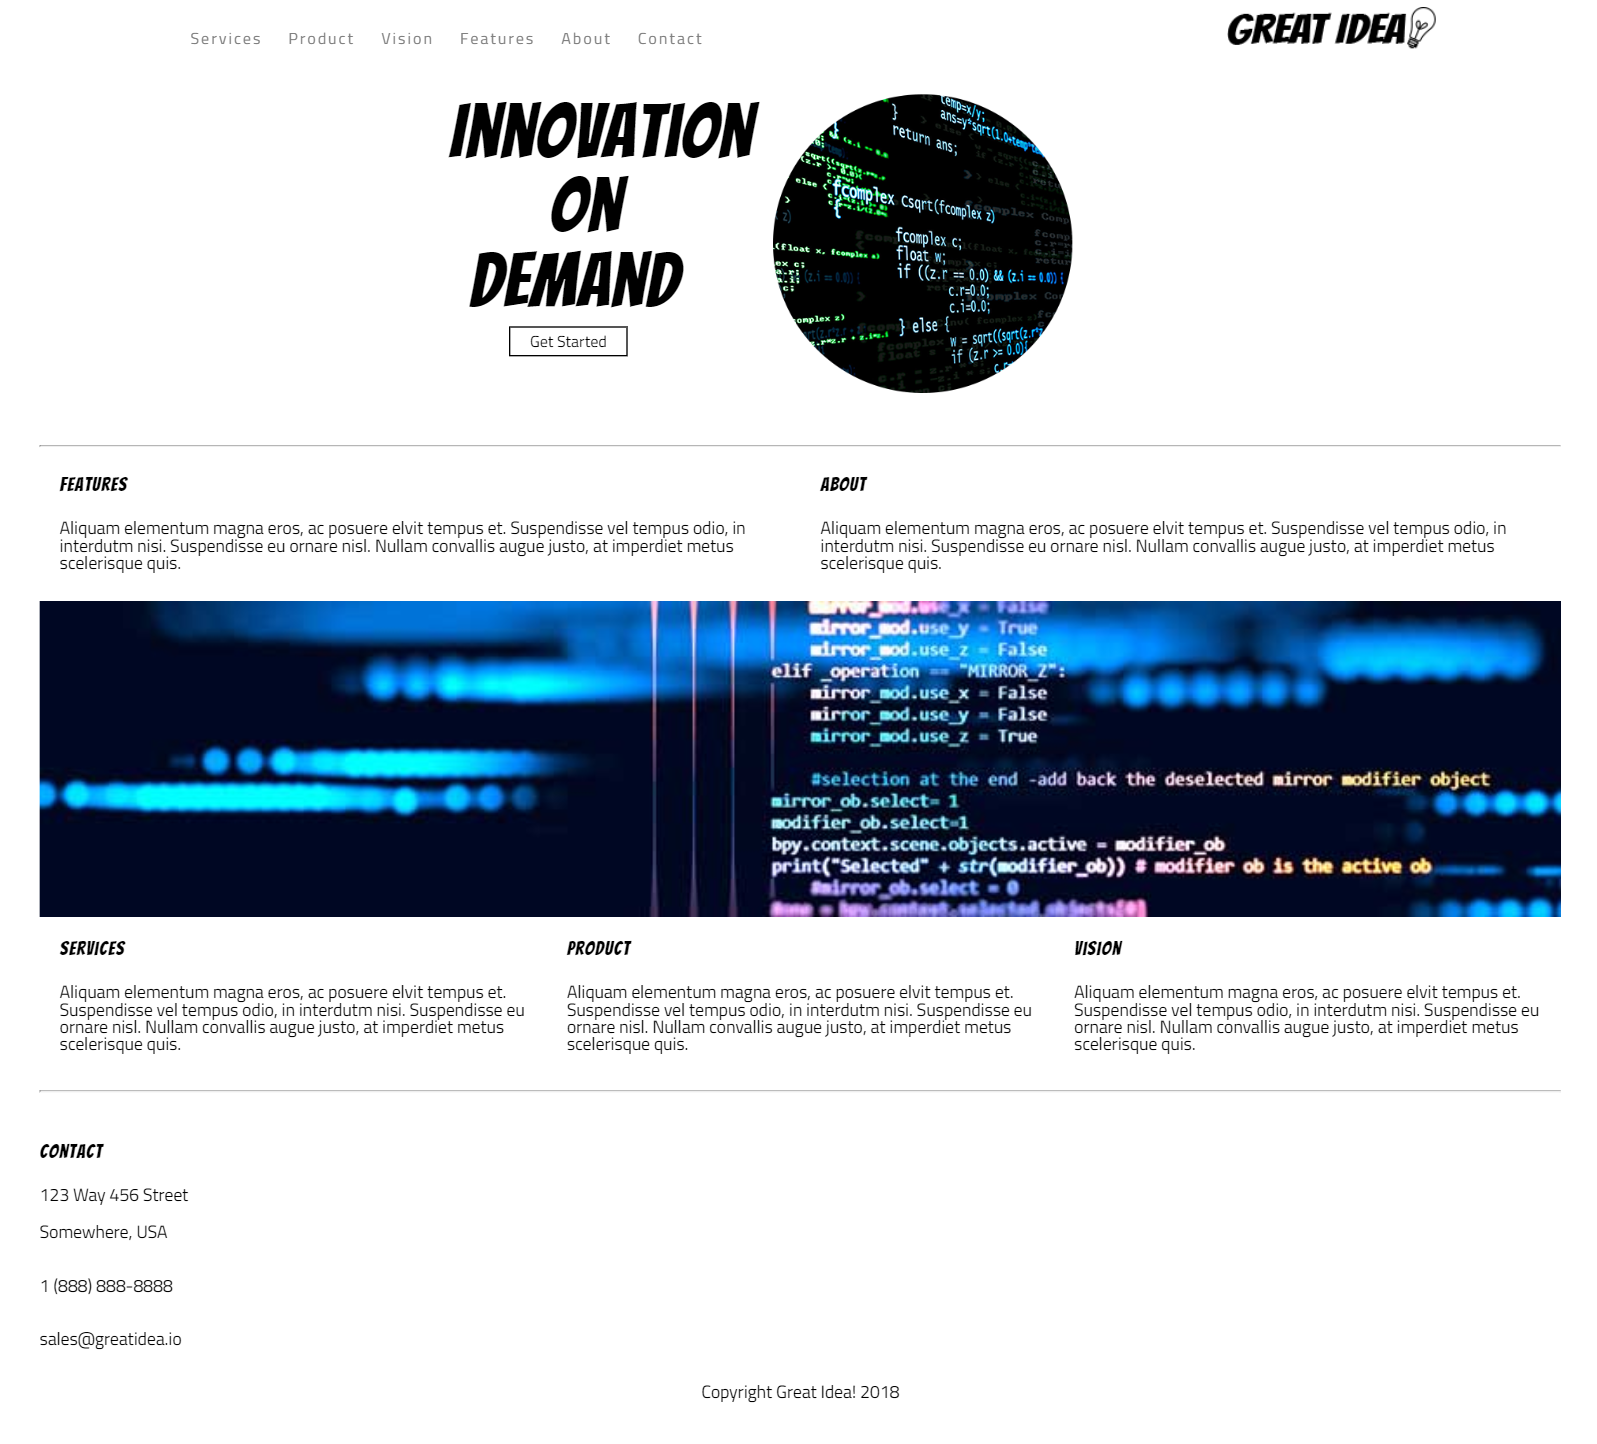 Services Product Vision Features About Contact
GREAT IDEA
INNOVATION
ON
DEMAND
Get Started
}
return ans;
temp=x/y;
fcomplex Csqrt(fcomplex z)
{
fcomplex c;
float w;
if ((z.r == 0.0) && (z.i == 0.0)) {
c.r=0.0;
c.i=0.0;
} else {
FEATURES
Aliquam elementum magna eros, ac posuere elvit tempus et. Suspendisse vel tempus odio, in
interdutm nisi. Suspendisse eu ornare nisl. Nullam convallis augue justo, at imperdiet metus
scelerisque quis.
ABOUT
Aliquam elementum magna eros, ac posuere elvit tempus et. Suspendisse vel tempus odio, in
interdutm nisi. Suspendisse eu ornare nisl. Nullam convallis augue justo, at imperdiet metus
scelerisque quis.
mirror_mod.use_x = False
mirror_mod.use_y = True
mirror_mod.use_z = False
elif _operation == "MIRROR_Z":
mirror_mod.use_x = False
mirror_mod.use_y = False
mirror_mod.use_z = True
#selection at the end -add back the deselected mirror modifier object
mirror_ob.select= 1
modifier_ob.select=1
bpy.context.scene.objects.active = modifier_ob
print("Selected" + str(modifier_ob)) # modifier ob is the active ob
#mirror_ob.select = 0
SERVICES
Aliquam elementum magna eros, ac posuere elvit tempus et.
Suspendisse vel tempus odio, in interdutm nisi. Suspendisse eu
ornare nisl. Nullam convallis augue justo, at imperdiet metus
scelerisque quis.
PRODUCT
Aliquam elementum magna eros, ac posuere elvit tempus et.
Suspendisse vel tempus odio, in interdutm nisi. Suspendisse eu
ornare nisl. Nullam convallis augue justo, at imperdiet metus
scelerisque quis.
VISION
Aliquam elementum magna eros, ac posuere elvit tempus et.
Suspendisse vel tempus odio, in interdutm nisi. Suspendisse eu
ornare nisl. Nullam convallis augue justo, at imperdiet metus
scelerisque quis.
CONTACT
123 Way 456 Street
Somewhere, USA
1 (888) 888-8888
sales@greatidea.io
Copyright Great Idea! 2018